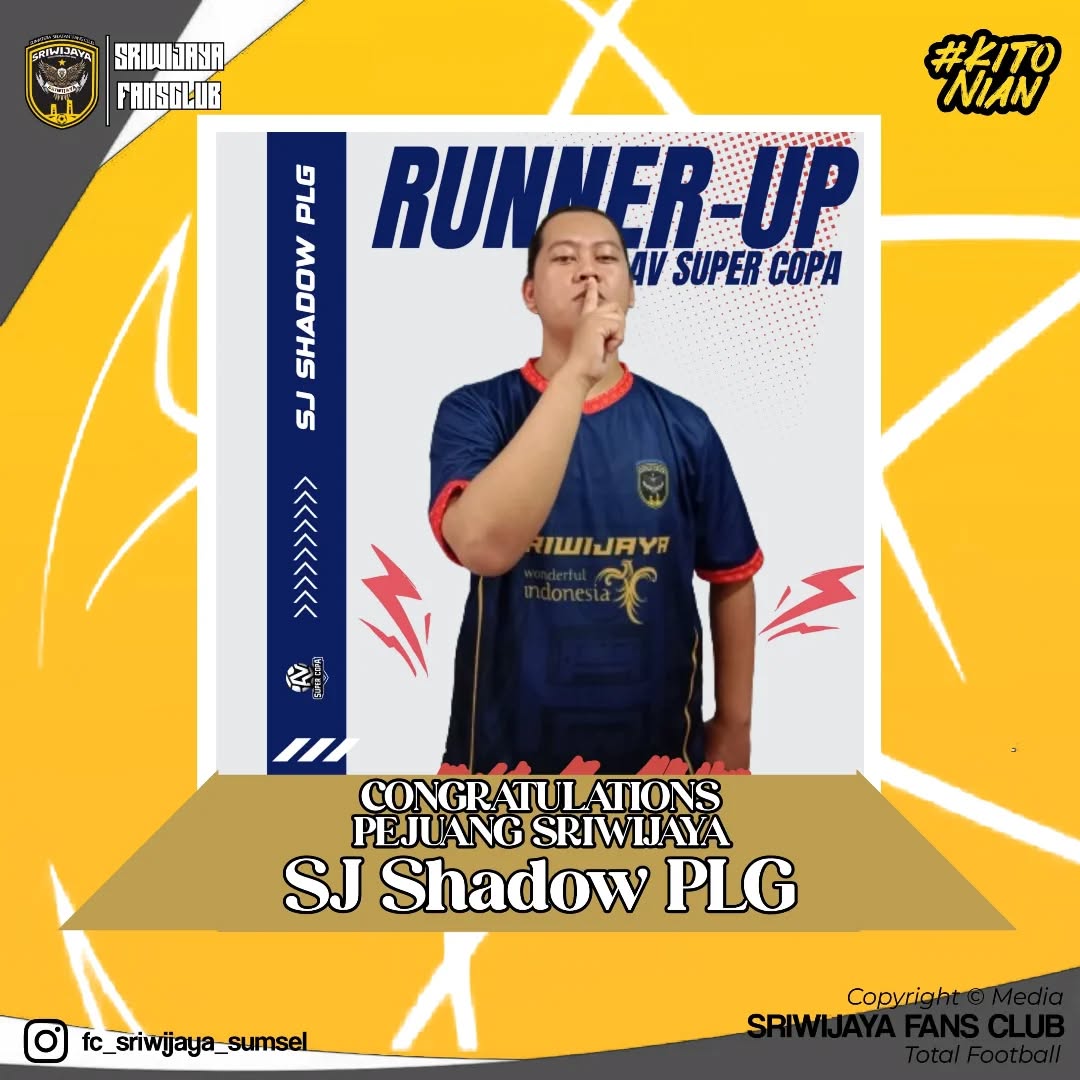 SRIWIJAYA
SRIWIJAYA
FANSCLUB
#KITO
NIAN
RUNNER-UP
AV SUPER COPA
SJ SHADOW PLG
SRIWIJAYA
wonderful
indonesia
SUPER COPA
CONGRATULATIONS
PEJUANG SRIWIJAYA
SJ Shadow PLG
Copyright © Media
SRIWIJAYA FANS CLUB
Total Football
fc_sriwijaya_sumsel